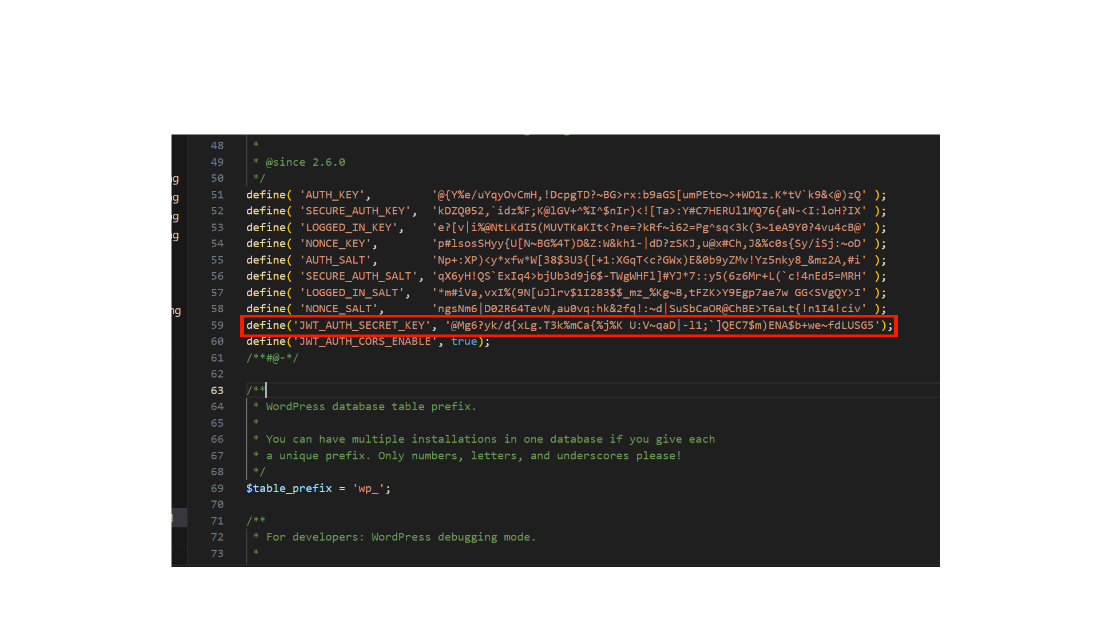 ng
ng
ng
ng
ng
48 *
49 * @since 2.6.0
50 */
51 define( 'AUTH_KEY', '@{Y%e/uYqyOvCmH,!DcpgTD?~BG>rx:b9aGS[umPEto~>+WO1z.K*tV`k9&<@)zQ' );
52 define( 'SECURE_AUTH_KEY', 'kDZQ052,`idz%F;K@lGV+^%I^$nIr)<![Ta>:Y#C7HERUl1MQ76{aN-<I:loH?IX' );
53 define( 'LOGGED_IN_KEY', 'e?[v|i%@NtLKdI5(MUVTKaKIt<?ne=?kRf~i62=Pg^sq<3k(3~1eA9Y0?4vu4cB@' );
54 define( 'NONCE_KEY', 'p#lsosSHyy{U[N~BG%4T)D&Z:W&kh1-|dD?zSKJ,u@x#Ch,J&%c0s{Sy/iSj:~oD' );
55 define( 'AUTH_SALT', 'Np+:XP)<y*xfw*W[38$3U3{[+1:XGqT<c?GWx)E&0b9yZMv!Yz5nky8_&mz2A,#i' );
56 define( 'SECURE_AUTH_SALT', 'qX6yH!QS`ExIq4>bjUb3d9j6$-TWgWHFl]#YJ*7::y5(6z6Mr+L(`c!4nEd5=MRH' );
57 define( 'LOGGED_IN_SALT', '*m#iVa,vxI%(9N[uJlrv$1I283$$_mz_%Kg~B,tFZK>Y9Egp7ae7w GG<SVgQY>I' );
58 define( 'NONCE_SALT', 'ngsNm6|D02R64TevN,au0vq:hk&2fq!:~d|SuSbCaOR@ChBE>T6aLt{!n1I4!civ' );
59 define('JWT_AUTH_SECRET_KEY', '@Mg6?yk/d{xLg.T3k%mCa{%j%K U:V~qaD|-l1;`]QEC7$m)ENA$b+we~fdLUSG5');
60 define('JWT_AUTH_CORS_ENABLE', true);
61 /**#@-*/
62
63 /**
64 * WordPress database table prefix.
65 *
66 * You can have multiple installations in one database if you give each
67 * a unique prefix. Only numbers, letters, and underscores please!
68 */
69 $table_prefix = 'wp_';
70
71 /**
72 * For developers: WordPress debugging mode.
73 *